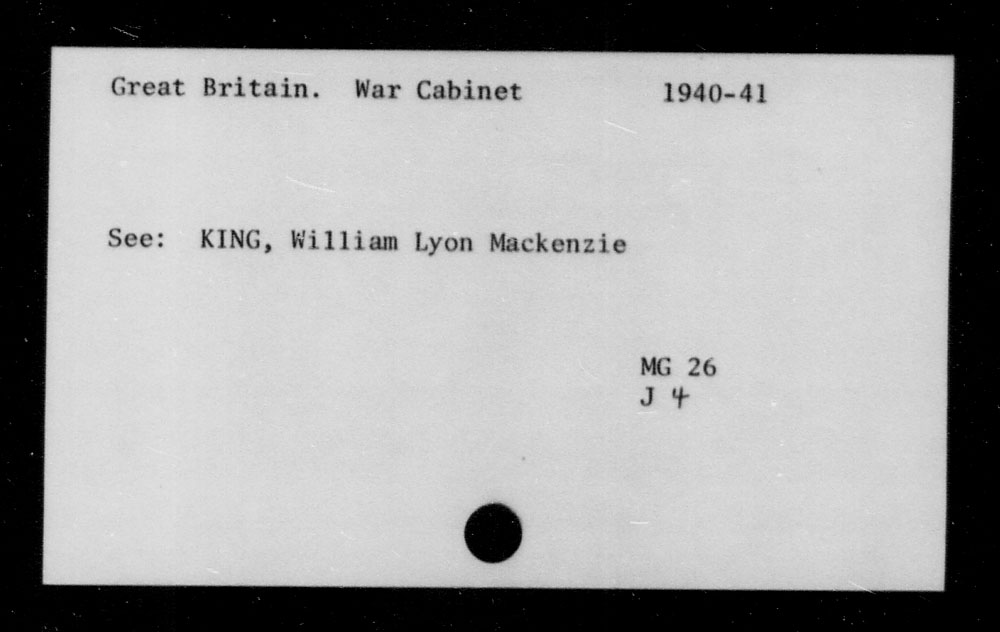 Great Britain. War Cabinet 1940-41
See: KING, William Lyon Mackenzie
MG 26
J 4